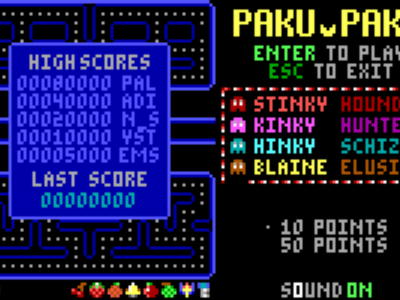 HIGH SCORES
00080000 PAL
00040000 ADI
00020000 N_S
00010000 YST
00005000 EMS
LAST SCORE
00000000
PAKU PAK
ENTER TO PLAY
ESC TO EXIT
STINKY HOUND
KINKY HUNTE
HINKY SCHIZ
BLAINE ELUSI
10 POINTS
50 POINTS
SOUND ON